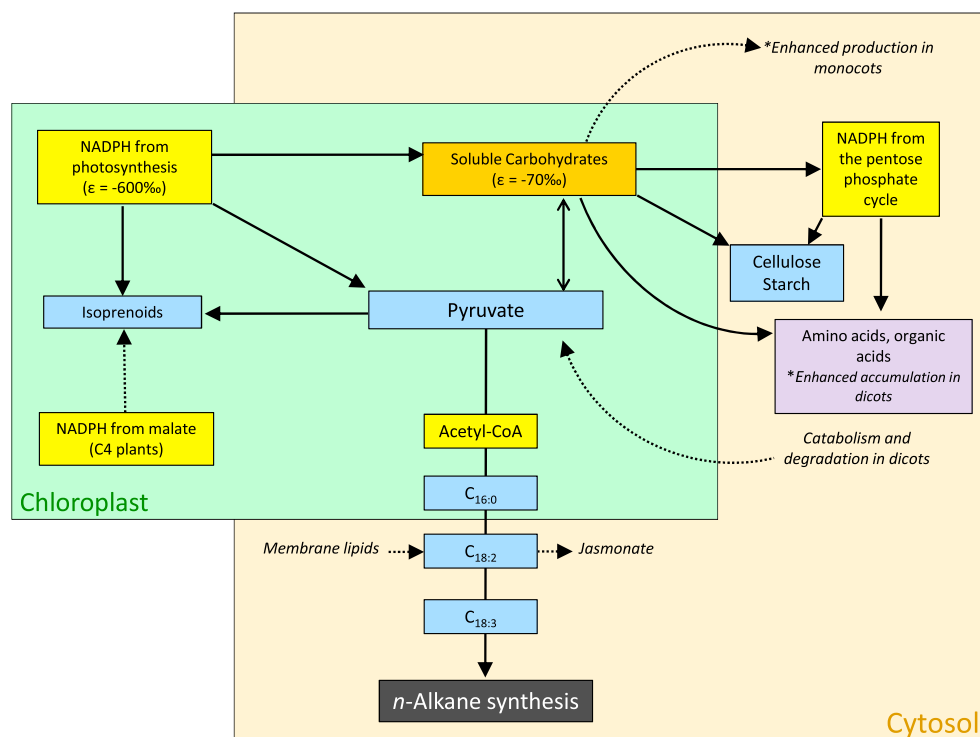 *Enhanced production in
monocots
NADPH from
photosynthesis
(ε = -600‰)
Soluble Carbohydrates
(ε = -70‰)
NADPH from
the pentose
phosphate
cycle
Cellulose
Starch
Isoprenoids
Pyruvate
Amino acids, organic
acids
*Enhanced accumulation in
dicots
NADPH from malate
(C4 plants)
Acetyl-CoA
Catabolism and
degradation in dicots
Chloroplast
C16:0
Membrane lipids
C18:2
Jasmonate
C18:3
n-Alkane synthesis
Cytosol